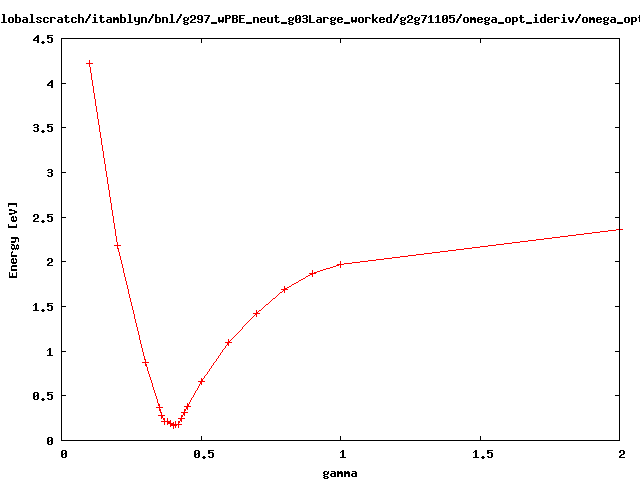 lobalscratch/itamblyn/bnl/g297_wPBE_neut_g03Large_worked/g2g71105/omega_opt_ideriv/omega_opt
4.5
4
3.5
3
2.5
2
1.5
1
0.5
0
Energy [eV]
0 0.5 1 1.5 2
gamma